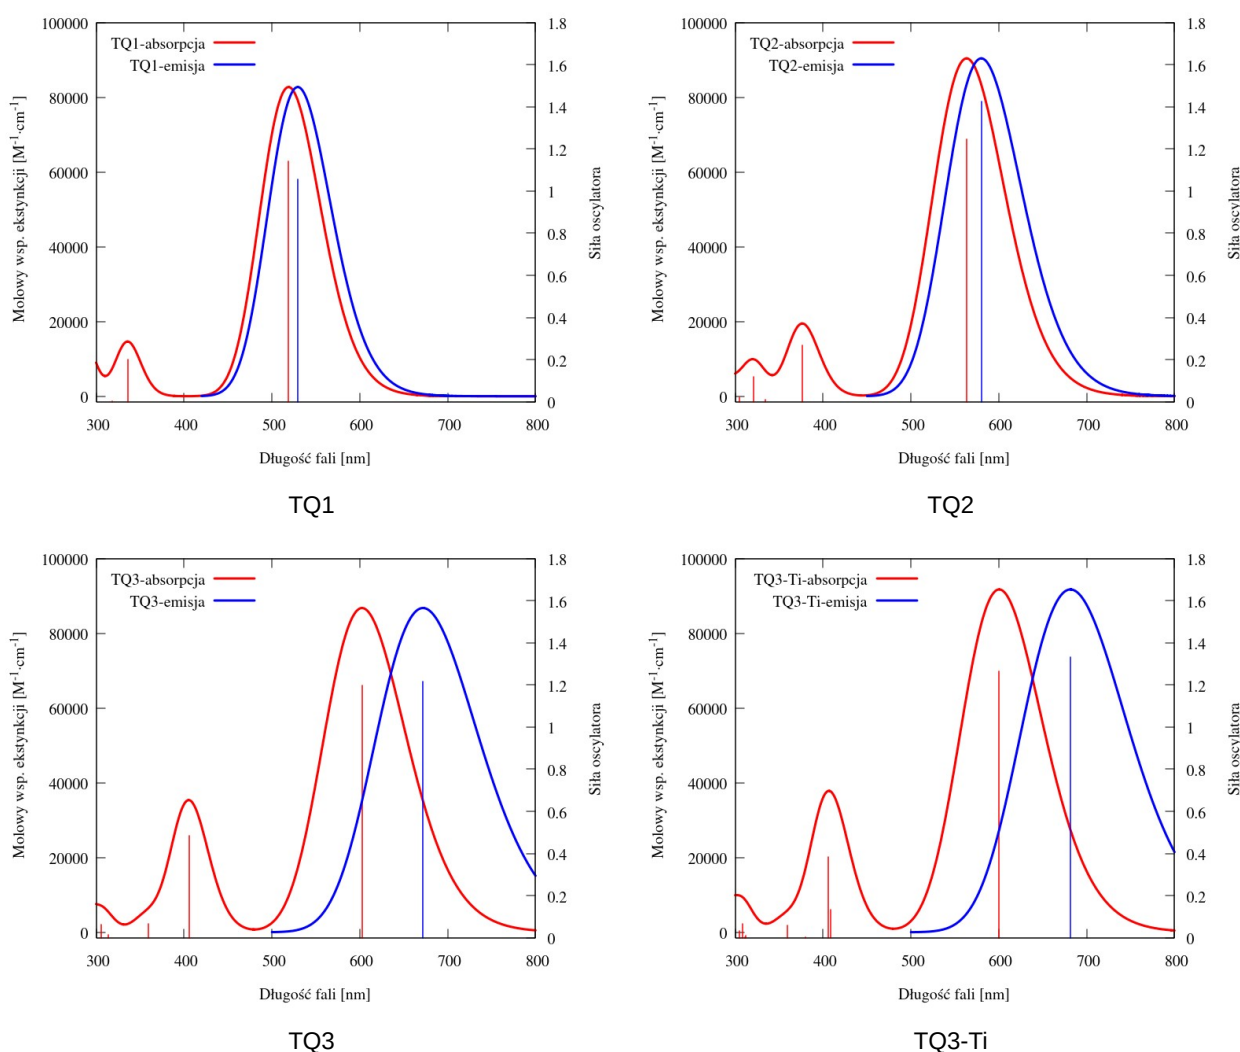 TQ1-absorpcja
TQ1-emisja
Molowy wsp. ekstynkcji [M⁻¹·cm⁻¹]
100000
80000
60000
40000
20000
0
1.8
1.6
1.4
1.2
1
0.8
0.6
0.4
0.2
0
Siła oscylatora
300 400 500 600 700 800
Długość fali [nm]
TQ1
TQ2-absorpcja
TQ2-emisja
Molowy wsp. ekstynkcji [M⁻¹·cm⁻¹]
100000
80000
60000
40000
20000
0
1.8
1.6
1.4
1.2
1
0.8
0.6
0.4
0.2
0
Siła oscylatora
300 400 500 600 700 800
Długość fali [nm]
TQ2
TQ3-absorpcja
TQ3-emisja
Molowy wsp. ekstynkcji [M⁻¹·cm⁻¹]
100000
80000
60000
40000
20000
0
1.8
1.6
1.4
1.2
1
0.8
0.6
0.4
0.2
0
Siła oscylatora
300 400 500 600 700 800
Długość fali [nm]
TQ3
TQ3-Ti-absorpcja
TQ3-Ti-emisja
Molowy wsp. ekstynkcji [M⁻¹·cm⁻¹]
100000
80000
60000
40000
20000
0
1.8
1.6
1.4
1.2
1
0.8
0.6
0.4
0.2
0
Siła oscylatora
300 400 500 600 700 800
Długość fali [nm]
TQ3-Ti